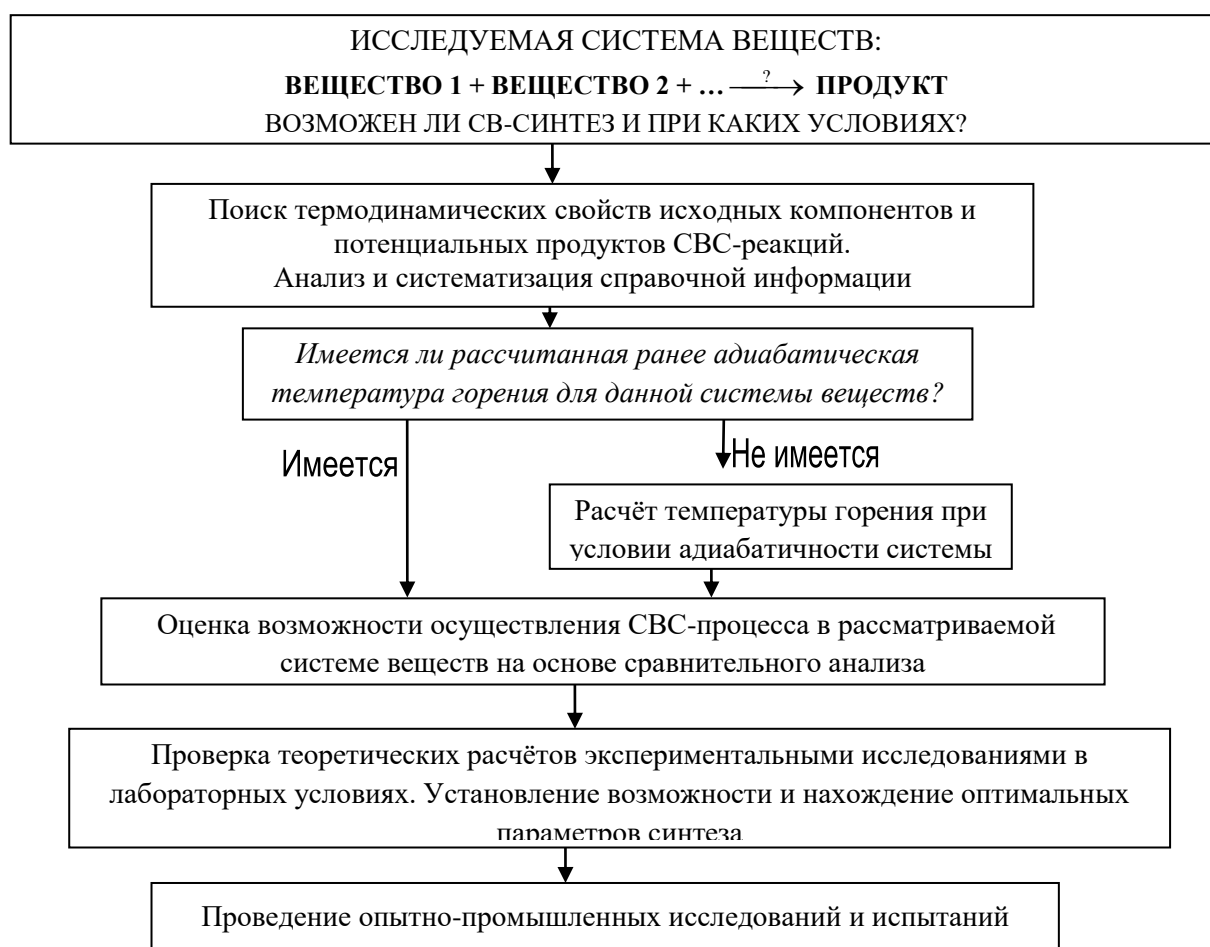 ИССЛЕДУЕМАЯ СИСТЕМА ВЕЩЕСТВ:
ВЕЩЕСТВО 1 + ВЕЩЕСТВО 2 + … —?→ ПРОДУКТ
ВОЗМОЖЕН ЛИ СВ-СИНТЕЗ И ПРИ КАКИХ УСЛОВИЯХ?
Поиск термодинамических свойств исходных компонентов и
потенциальных продуктов СВС-реакций.
Анализ и систематизация справочной информации
Имеется ли рассчитанная ранее адиабатическая
температура горения для данной системы веществ?
Имеется
Не имеется
Расчёт температуры горения при
условии адиабатичности системы
Оценка возможности осуществления СВС-процесса в рассматриваемой
системе веществ на основе сравнительного анализа
Проверка теоретических расчётов экспериментальными исследованиями в
лабораторных условиях. Установление возможности и нахождение оптимальных
параметров синтеза
Проведение опытно-промышленных исследований и испытаний